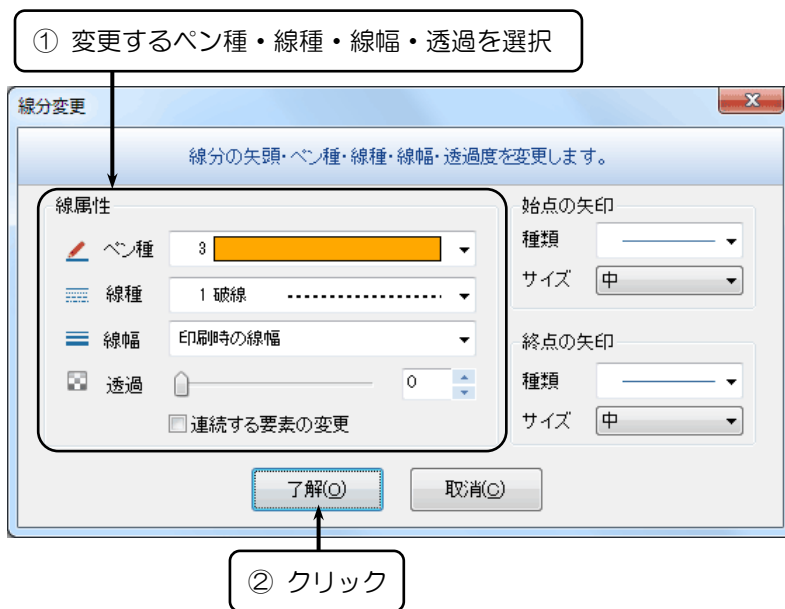 ① 変更するペン種・線種・線幅・透過を選択
線分変更
線分の矢頭・ペン種・線種・線幅・透過度を変更します。
線属性
ペン種 3
線種 1 破線
線幅 印刷時の線幅
透過 0
連続する要素の変更
始点の矢印
種類
サイズ 中
終点の矢印
種類
サイズ 中
了解(O) 取消(C)
② クリック